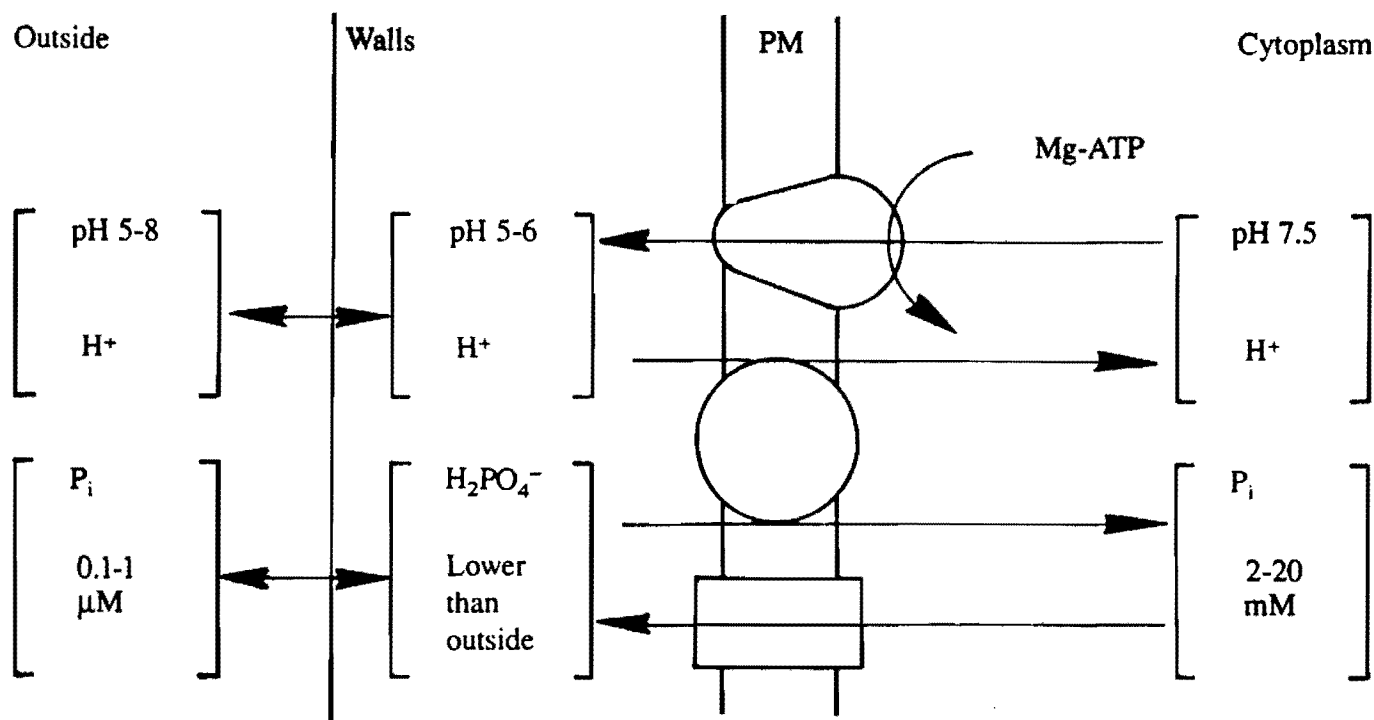 Outside
Walls
PM
Cytoplasm
Mg-ATP
pH 5-8
pH 5-6
pH 7.5
H⁺
H⁺
H⁺
Pᵢ
H₂PO₄⁻
Pᵢ
0.1-1
μM
Lower
than
outside
2-20
mM